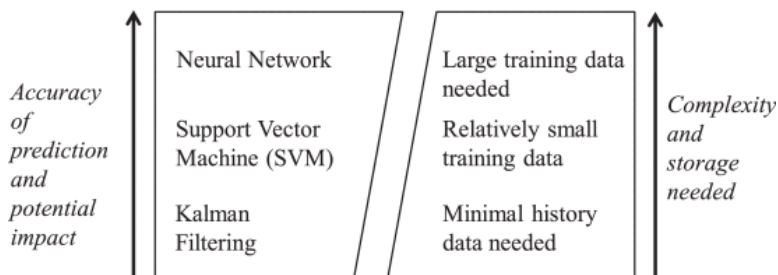 Accuracy
of
prediction
and
potential
impact
Neural Network
Support Vector
Machine (SVM)
Kalman
Filtering
Large training data
needed
Relatively small
training data
Minimal history
data needed
Complexity
and
storage
needed